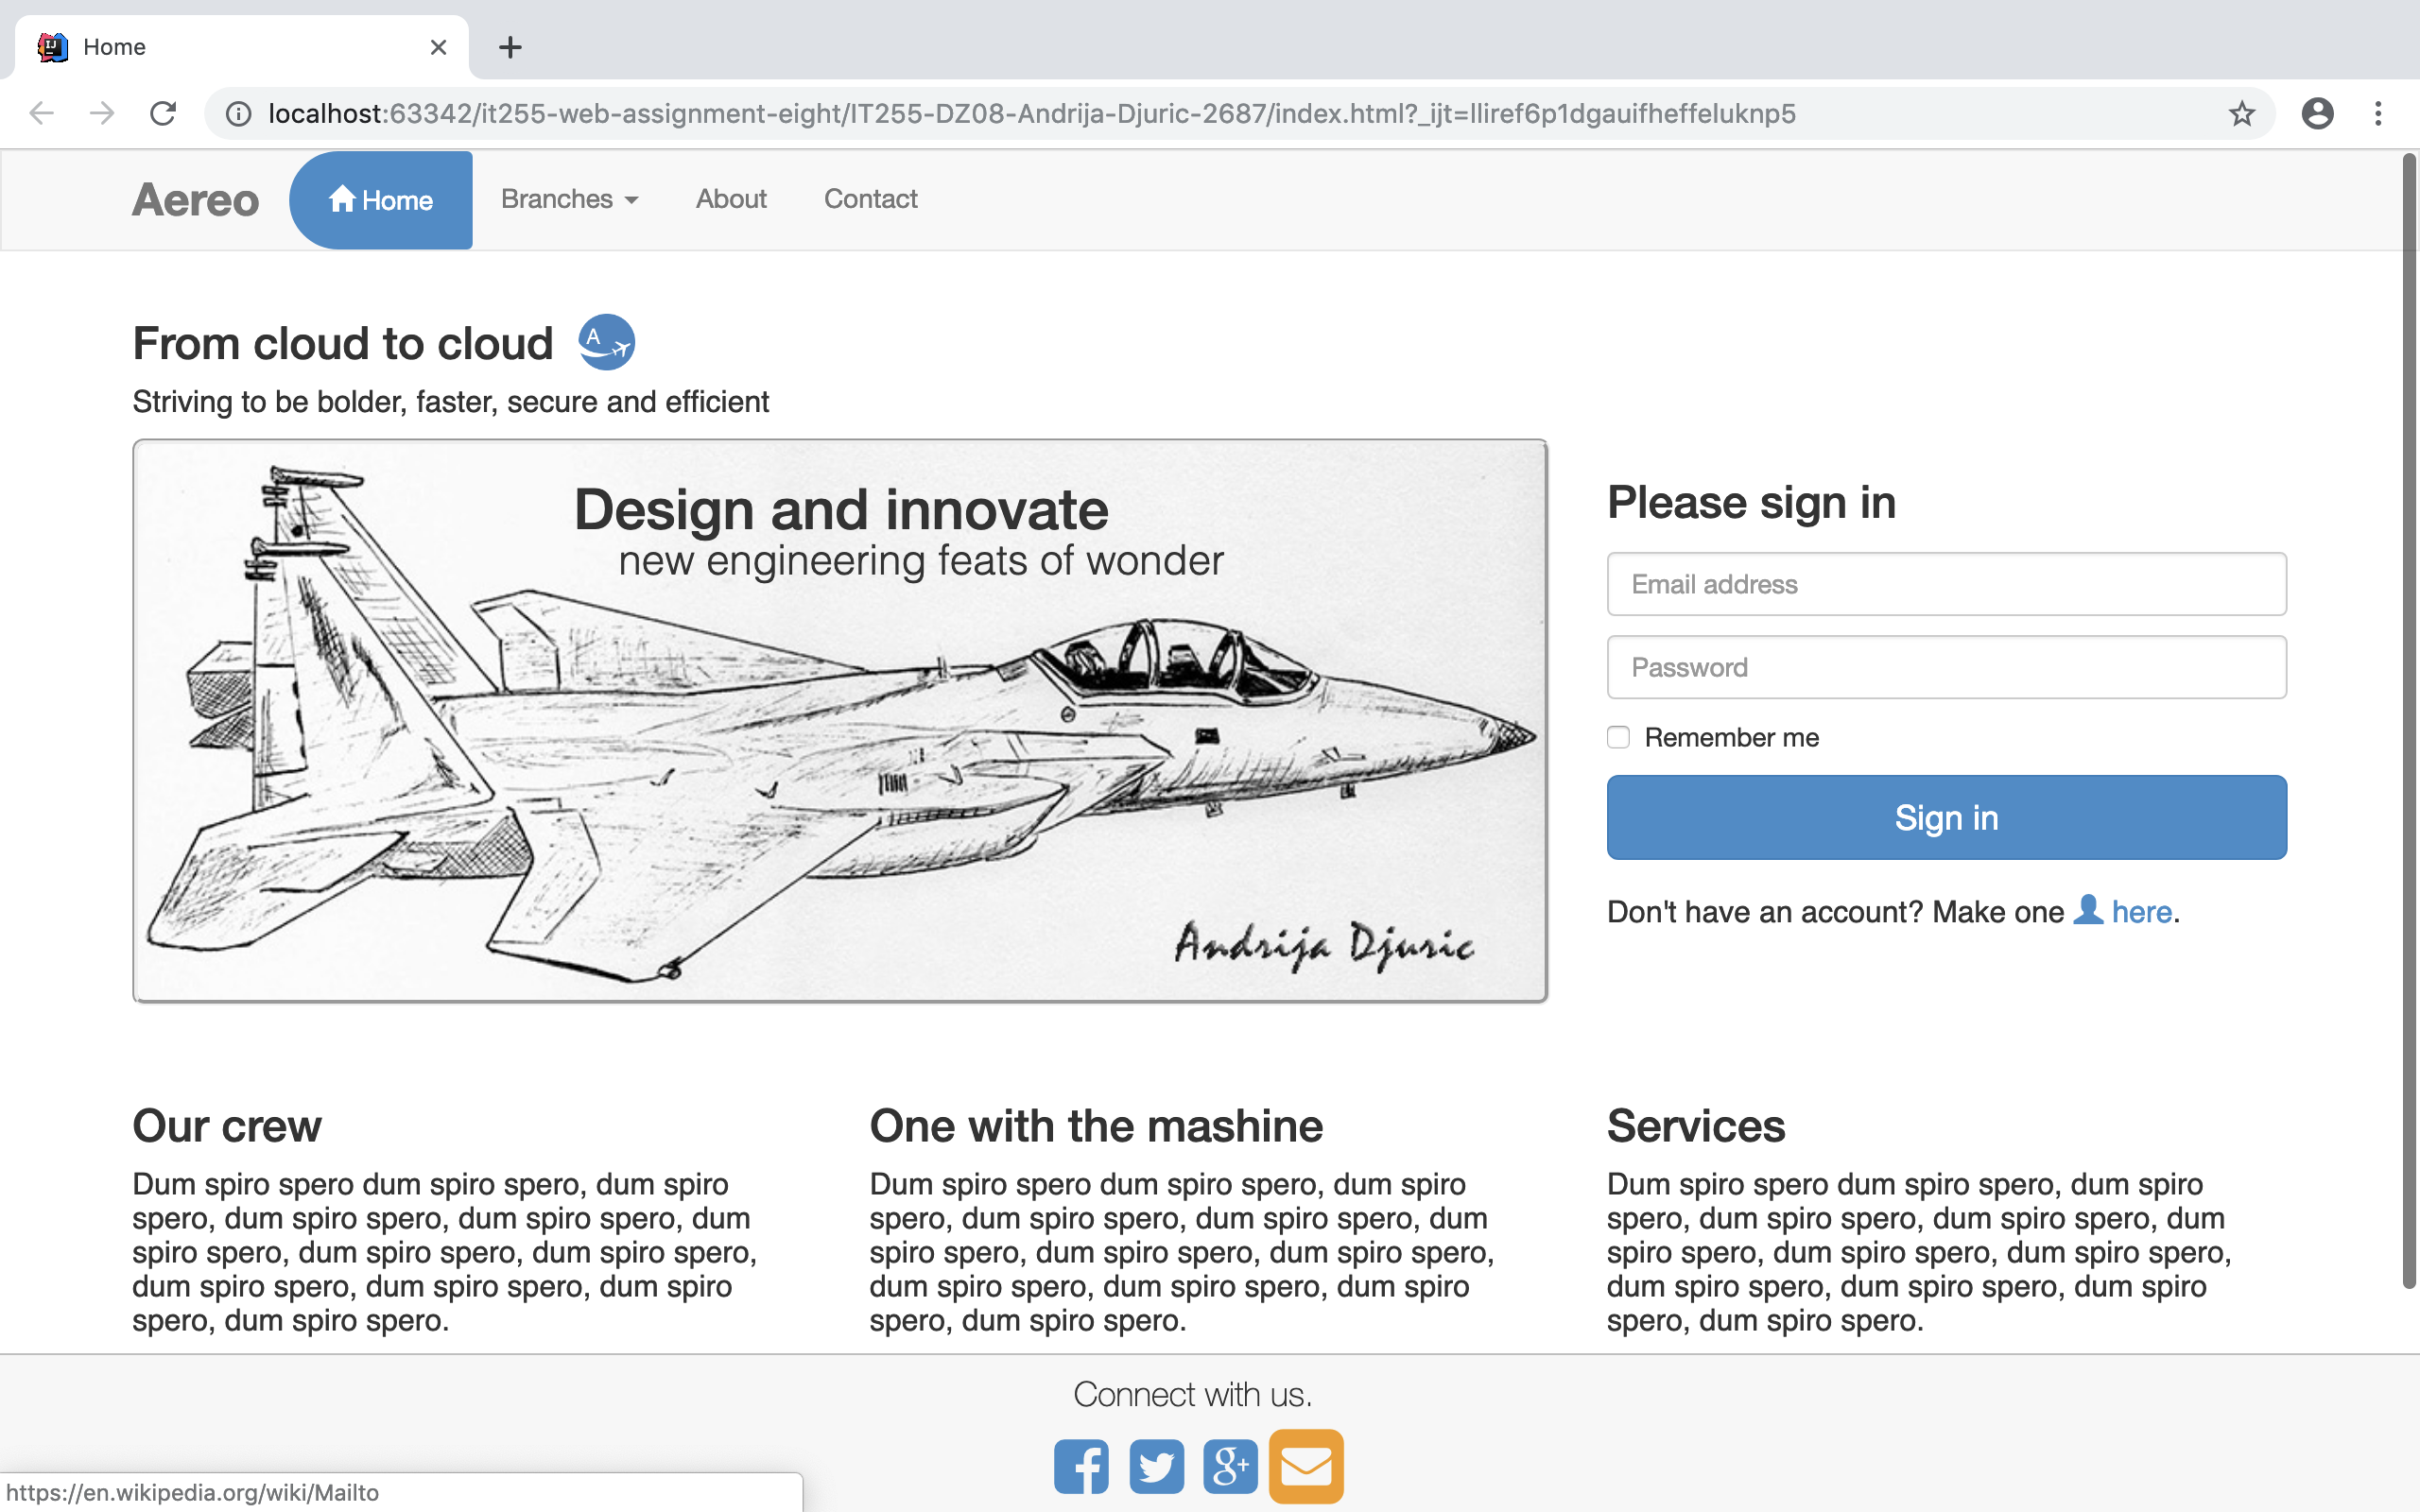 Home
localhost:63342/it255-web-assignment-eight/IT255-DZ08-Andrija-Djuric-2687/index.html?_ijt=lliref6p1dgauifheffeluknp5
Aereo Home Branches About Contact
From cloud to cloud A
Striving to be bolder, faster, secure and efficient
Design and innovate
new engineering feats of wonder
Andrija Djuric
Please sign in
Email address
Password
Remember me
Sign in
Don't have an account? Make one here.
Our crew
Dum spiro spero dum spiro spero, dum spiro
spero, dum spiro spero, dum spiro spero, dum
spiro spero, dum spiro spero, dum spiro spero,
dum spiro spero, dum spiro spero, dum spiro
spero, dum spiro spero.
One with the mashine
Dum spiro spero dum spiro spero, dum spiro
spero, dum spiro spero, dum spiro spero, dum
spiro spero, dum spiro spero, dum spiro spero,
dum spiro spero, dum spiro spero, dum spiro
spero, dum spiro spero.
Services
Dum spiro spero dum spiro spero, dum spiro
spero, dum spiro spero, dum spiro spero, dum
spiro spero, dum spiro spero, dum spiro spero,
dum spiro spero, dum spiro spero, dum spiro
spero, dum spiro spero.
Connect with us.
https://en.wikipedia.org/wiki/Mailto